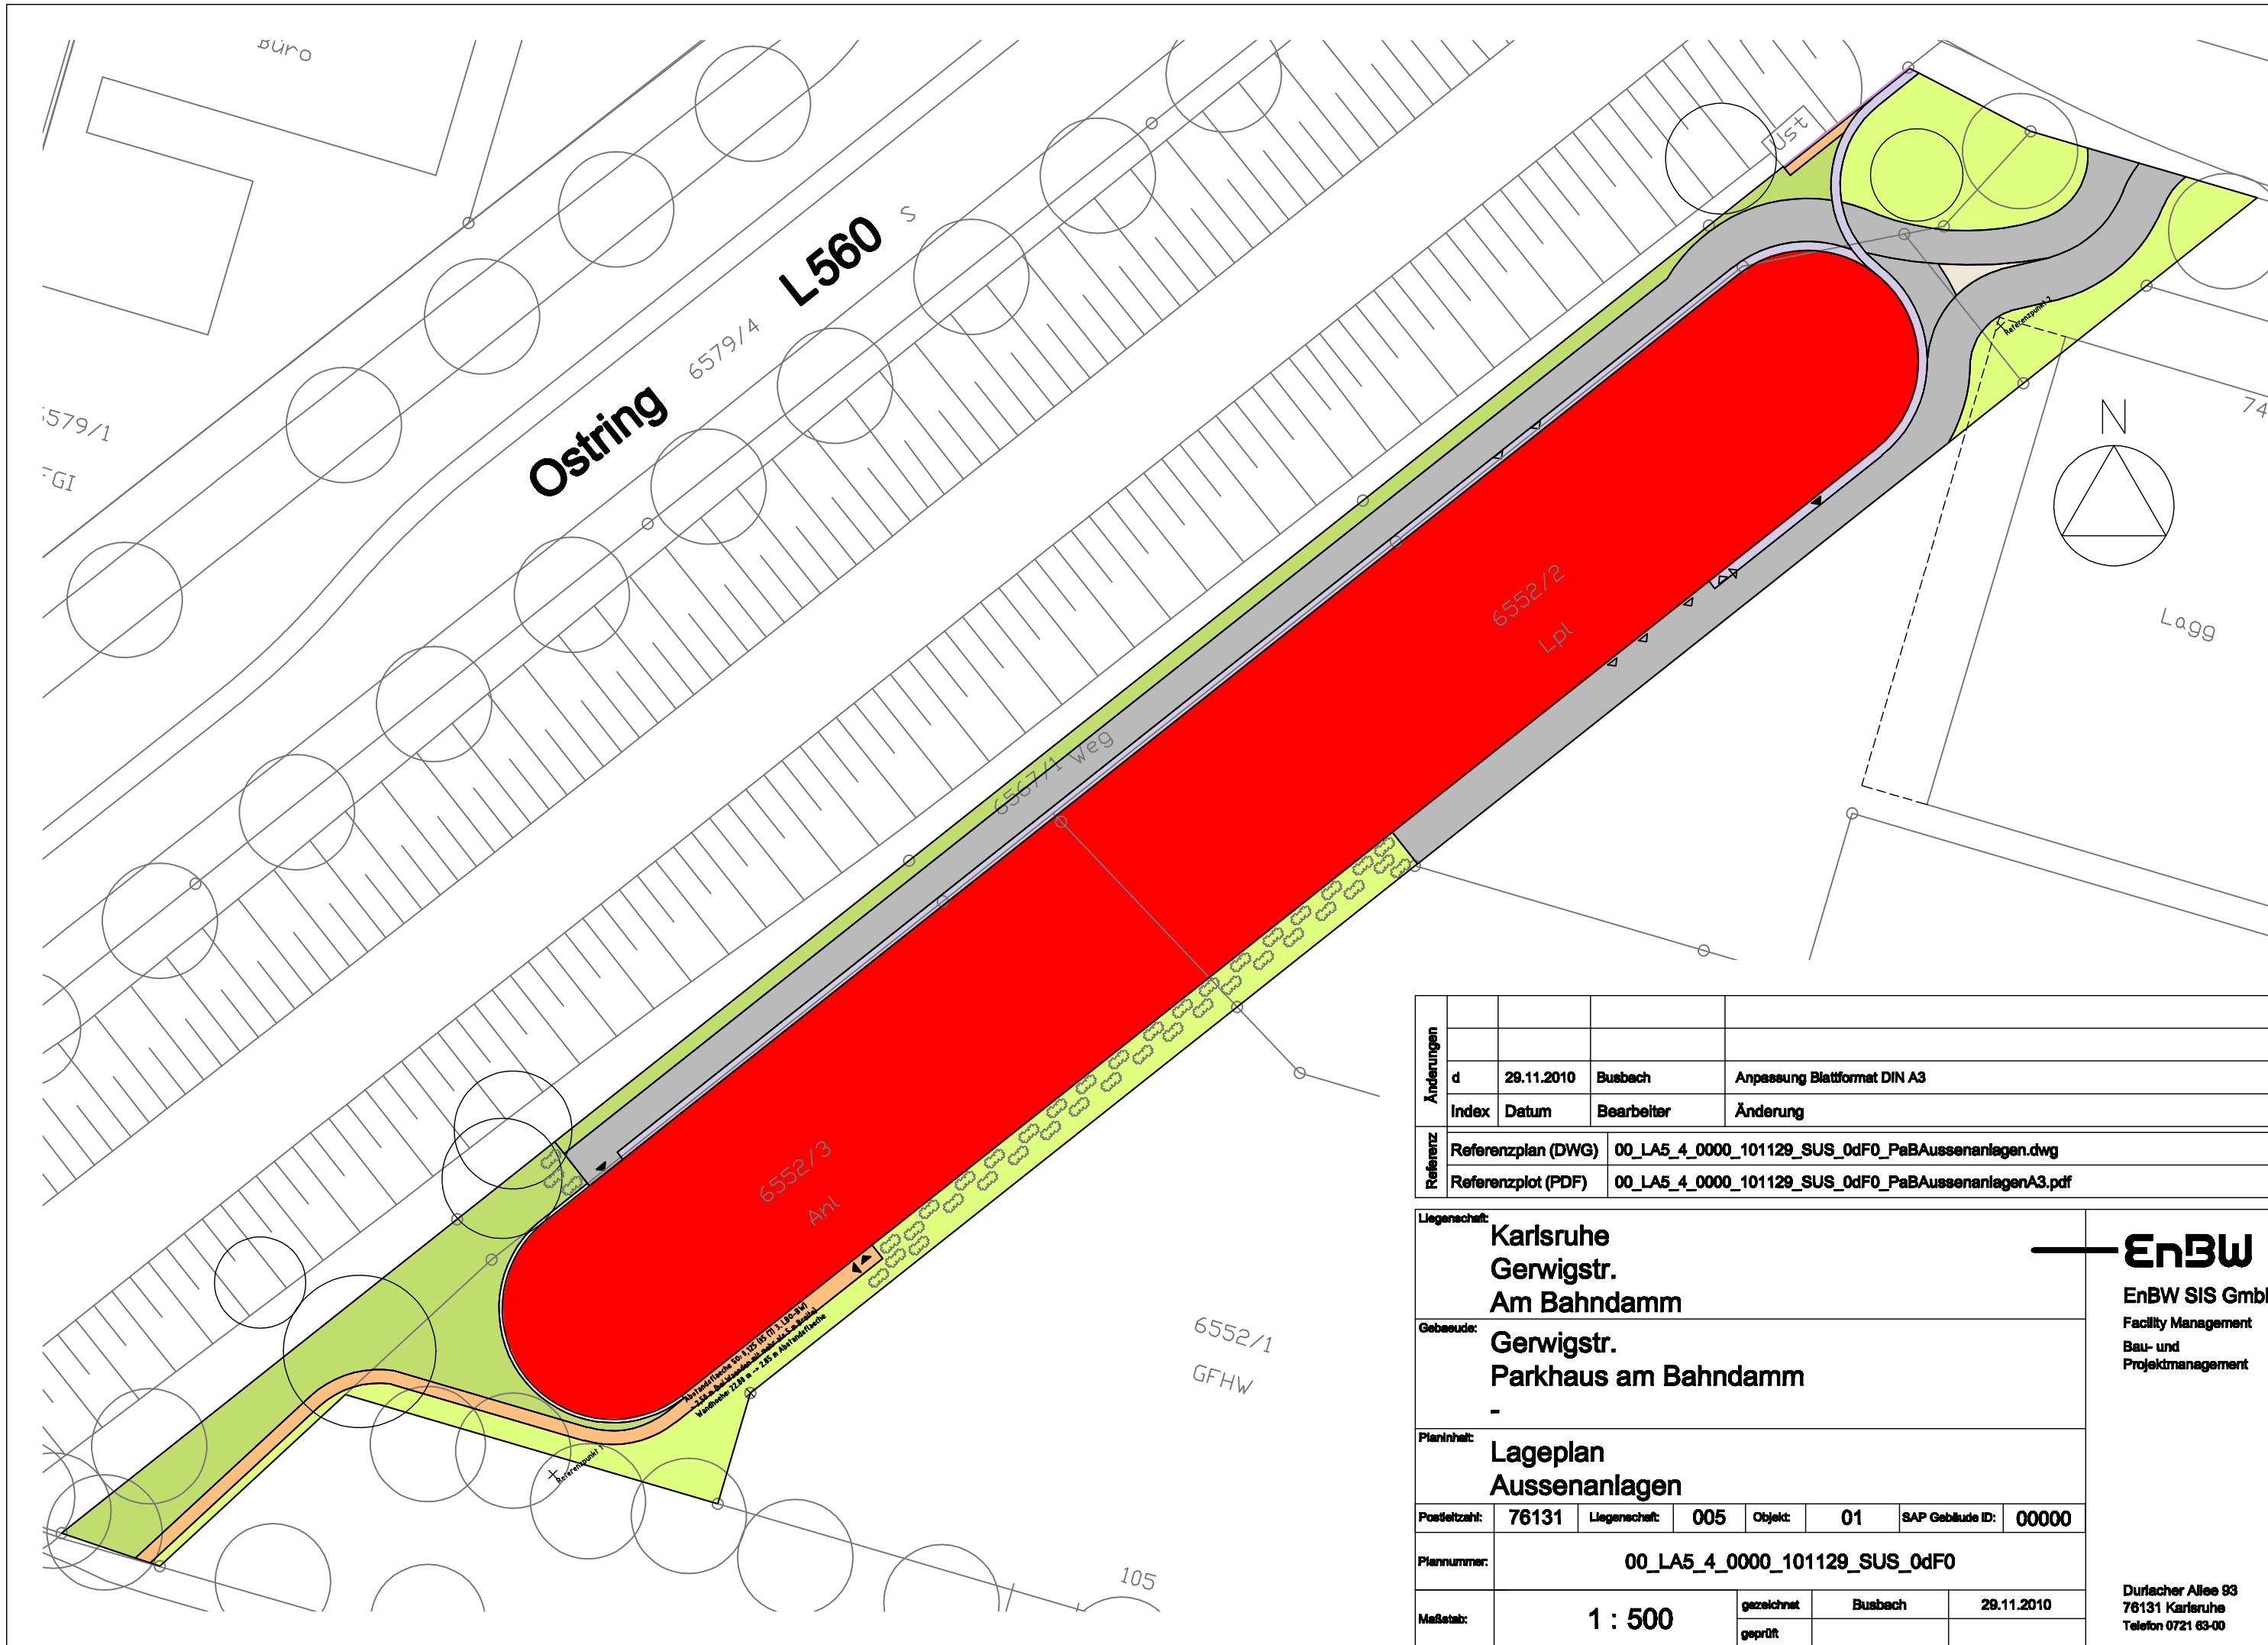 Büro
L560
S
6579/4
Ostring
FGI
Ust
Referenzpunkt 2
N
Lagg
6552/2
Lpl
6567/1 Weg
6552/3
Anl
6552/1
GFHW
Referenzpunkt 1
105
Änderungen
d 29.11.2010 Busbach Anpassung Blattformat DIN A3
Index Datum Bearbeiter Änderung
Referenz
Referenzplan (DWG) 00_LA5_4_0000_101129_SUS_0dF0_PaBAussenanlagen.dwg
Referenzplot (PDF) 00_LA5_4_0000_101129_SUS_0dF0_PaBAussenanlagenA3.pdf
Liegenschaft:
Karlsruhe
Gerwigstr.
Am Bahndamm
Gebaeude:
Gerwigstr.
Parkhaus am Bahndamm
-
Planinhalt:
Lageplan
Aussenanlagen
Postleitzahl: 76131 Liegenschaft: 005 Objekt: 01 SAP Gebäude ID: 00000
Plannummer: 00_LA5_4_0000_101129_SUS_0dF0
Maßstab: 1 : 500
gezeichnet Busbach 29.11.2010
geprüft
EnBW
EnBW SIS
Facility Management
Bau- und
Projektmanagement
Durlacher Allee 93
76131 Karlsruhe
Telefon 0721 63-00